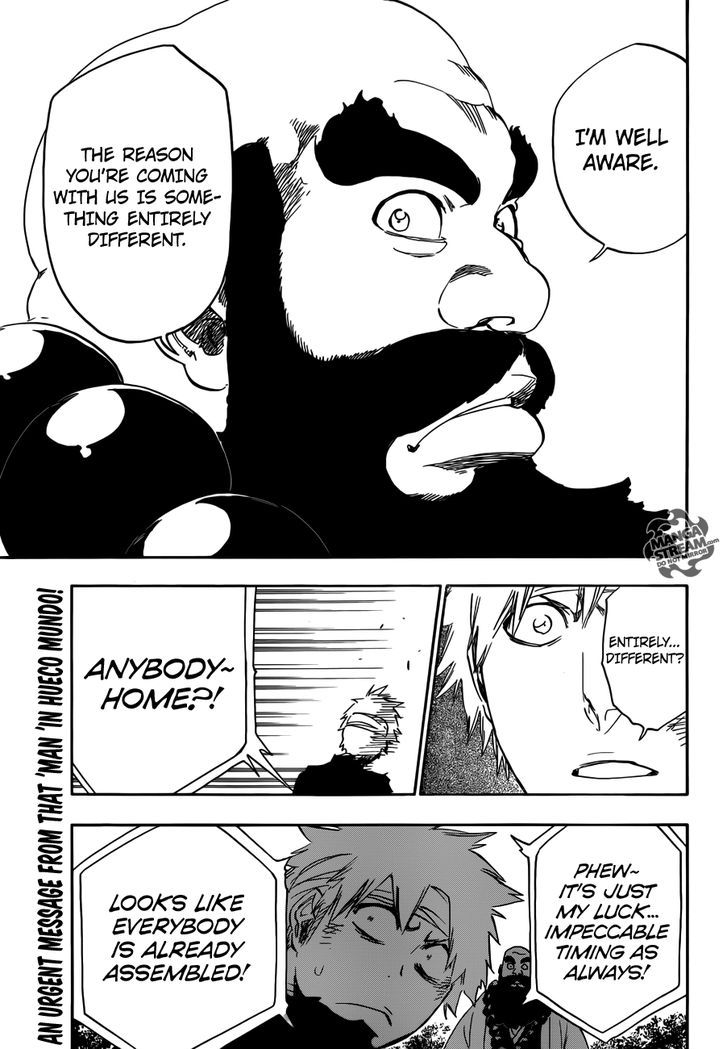 I'M WELL
AWARE.
THE REASON
YOU'RE COMING
WITH US IS SOME-
THING ENTIRELY
DIFFERENT.
MANGA
STREAM.com
DO NOT MIRROR
ENTIRELY...
DIFFERENT?
ANYBODY~
HOME?!
PHEW~
IT'S JUST
MY LUCK...
IMPECCABLE
TIMING AS
ALWAYS!
LOOKS LIKE
EVERYBODY
IS ALREADY
ASSEMBLED!
AN URGENT MESSAGE FROM THAT 'MAN 'IN HUECO MUNDO!